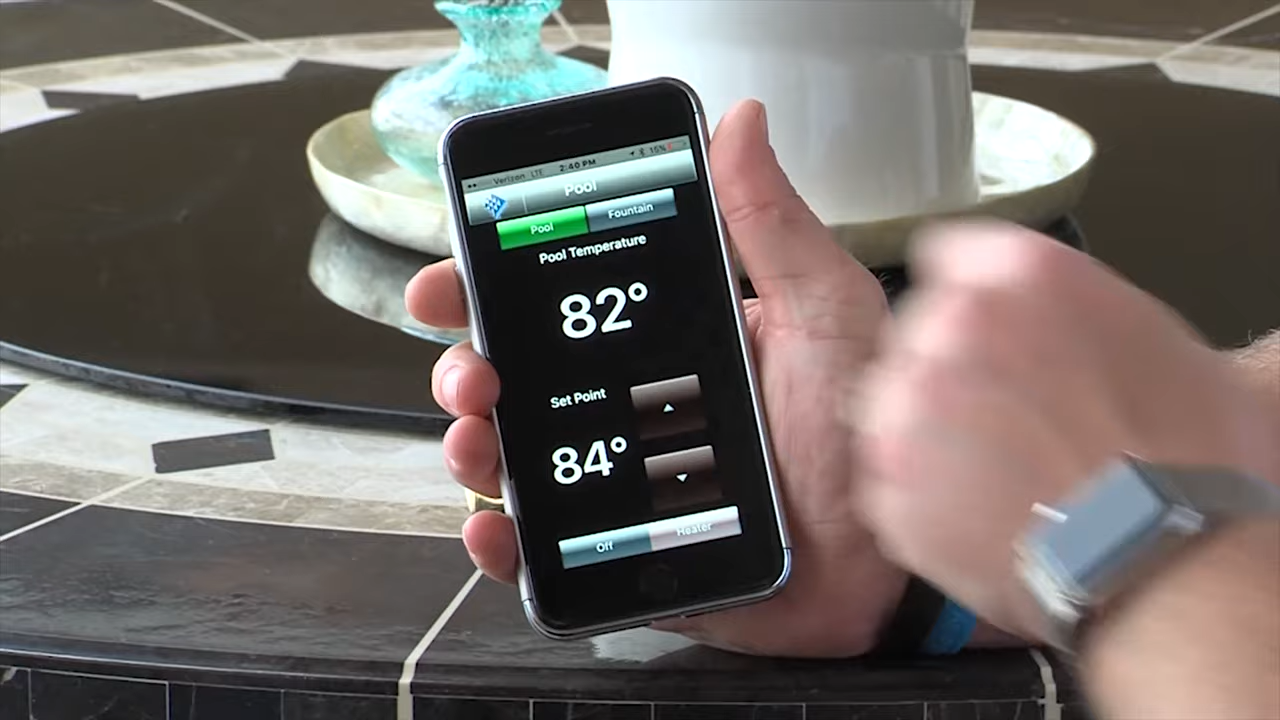 Verizon LTE 2:40 PM 15%
Pool
Pool Fountain
Pool Temperature
82°
Set Point
84°
Off Heater